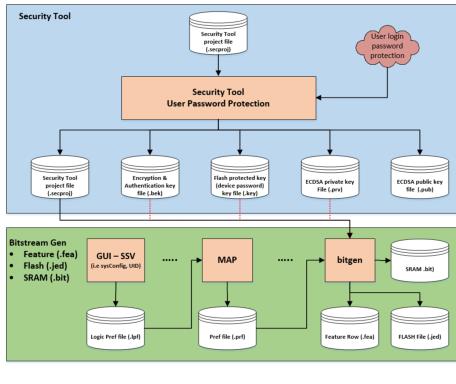 Security Tool
Security Tool
project file
(.secproj)
User login
password
protection
Security Tool
User Password Protection
Security Tool
project file
(.secproj)
Encryption &
Authentication key
file (.bek)
Flash protected key
(device password)
key file (.key)
ECDSA private key
File (.prv)
ECDSA public key
file (.pub)
Bitstream Gen
• Feature (.fea)
• Flash (.jed)
• SRAM (.bit)
GUI – SSV
(i.e sysConfig, UID)
.....
MAP
.....
bitgen
SRAM .bit)
Logic Pref file (.lpf)
Pref file (.prf)
Feature Row (.fea)
FLASH File (.jed)